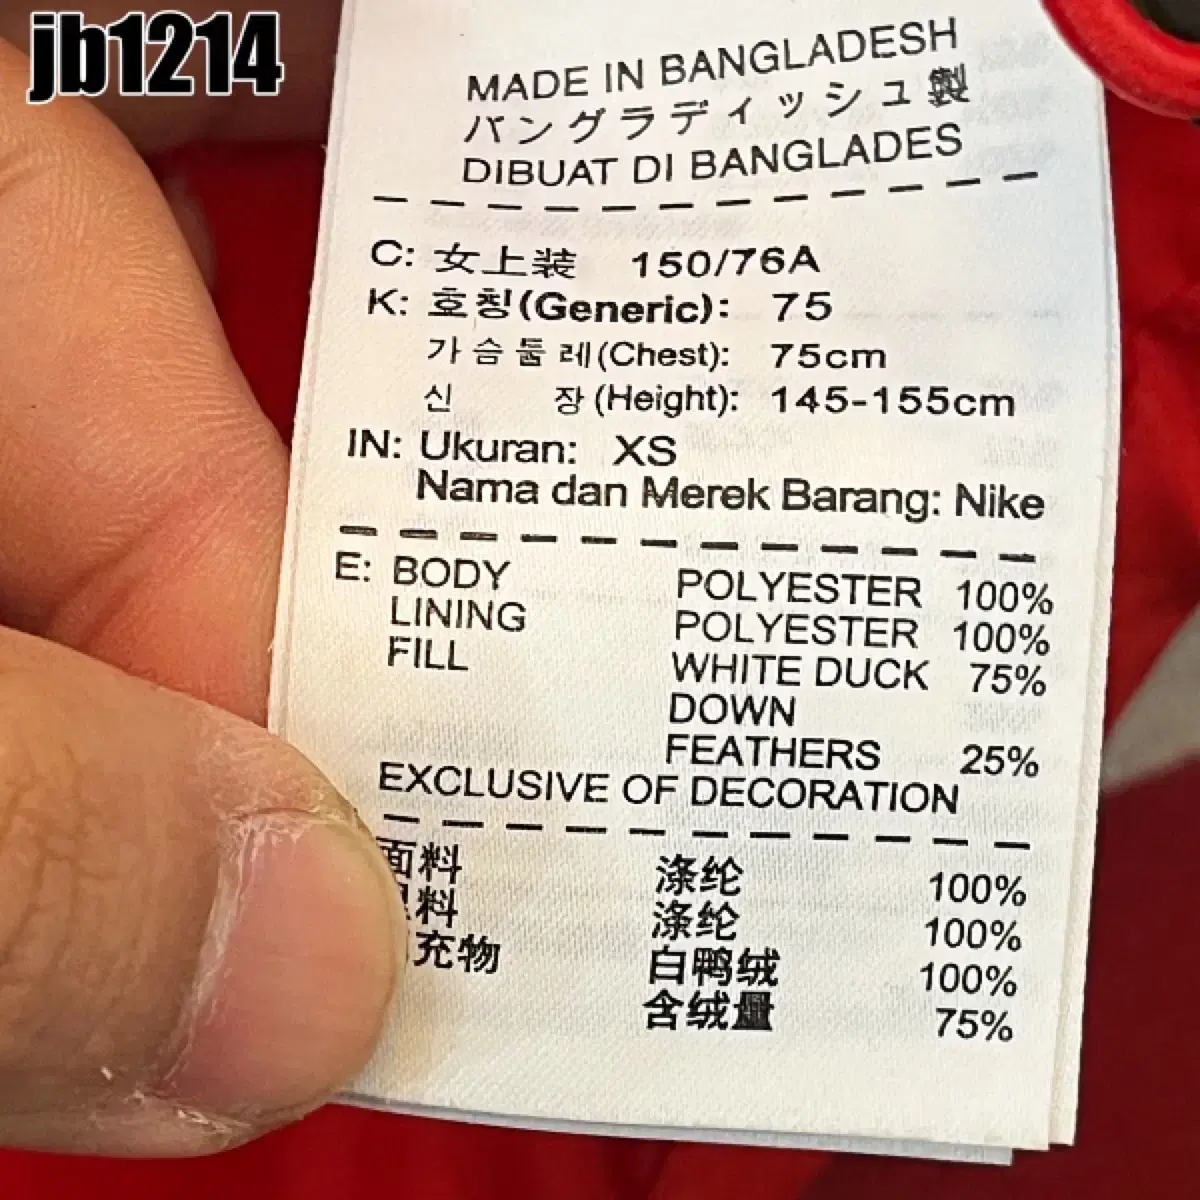 jb1214
MADE IN BANGLADESH
バングラディッシュ製
DIBUAT DI BANGLADES
C: 女上装 150/76A
K: 호칭(Generic): 75
가슴둘레(Chest): 75cm
신 장(Height): 145-155cm
IN: Ukuran: XS
Nama dan Merek Barang: Nike
E: BODY POLYESTER 100%
LINING POLYESTER 100%
FILL WHITE DUCK 75%
DOWN
FEATHERS 25%
EXCLUSIVE OF DECORATION
面料 涤纶 100%
料 涤纶 100%
充物 白鸭绒 100%
含绒量 75%